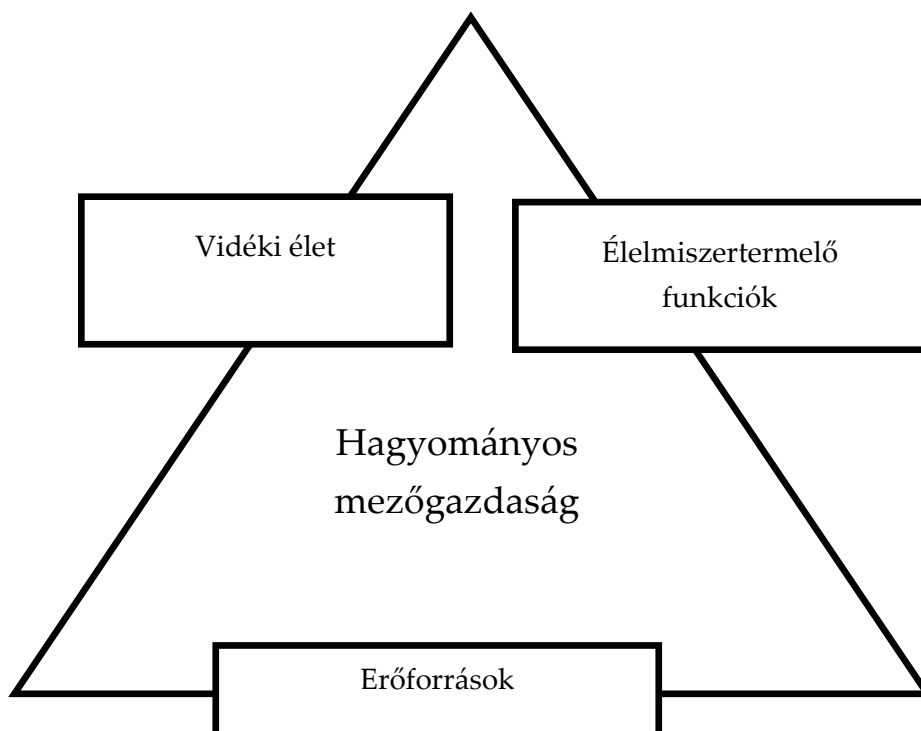 Vidéki élet
Élelmiszertermelő
funkciók
Hagyományos
mezőgazdaság
Erőforrások